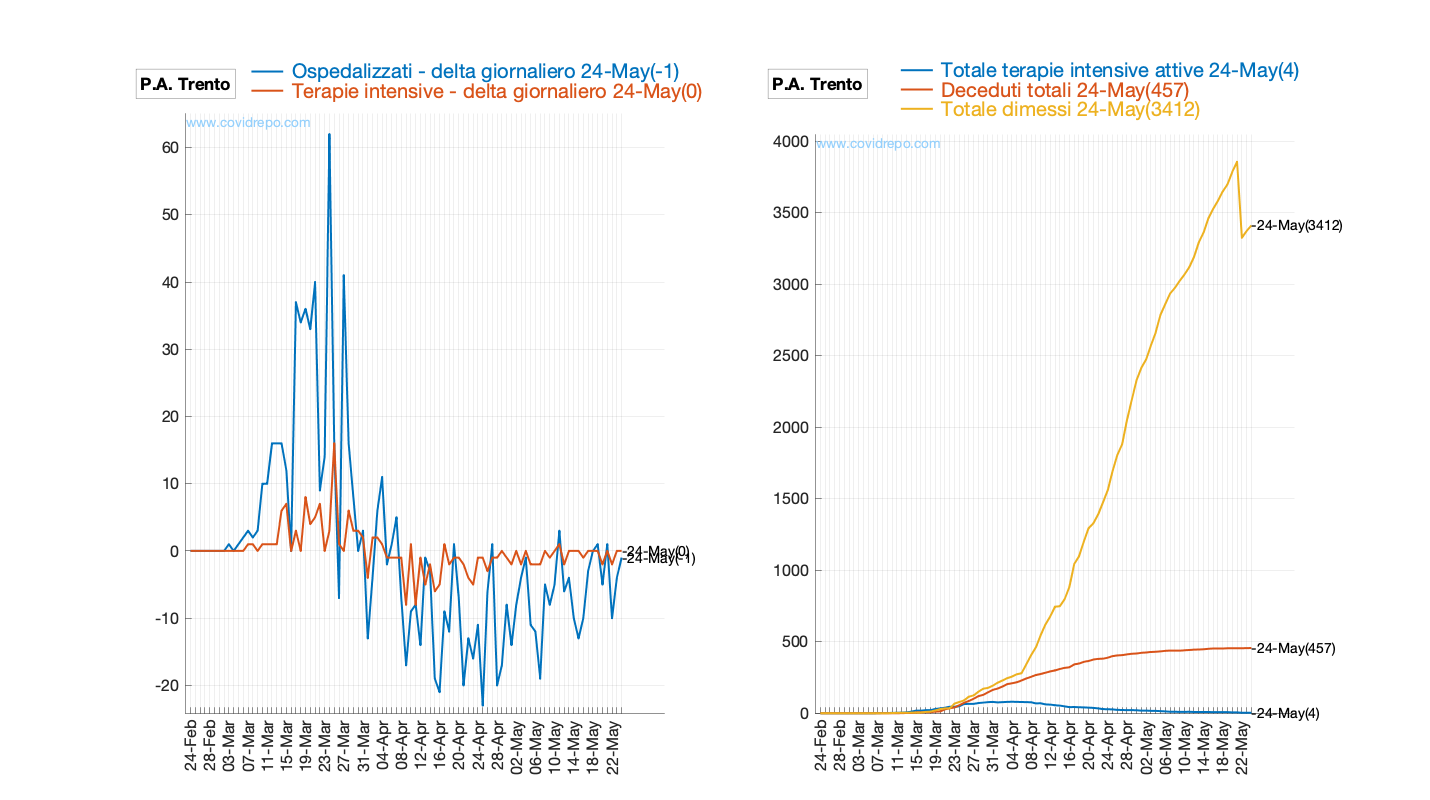 P.A. Trento
Ospedalizzati - delta giornaliero 24-May(-1)
Terapie intensive - delta giornaliero 24-May(0)
www.covidrepo.com
60
50
40
30
20
10
0
-10
-20
-24-May(0)
-24-May(-1)
24-Feb
28-Feb
03-Mar
07-Mar
11-Mar
15-Mar
19-Mar
23-Mar
27-Mar
31-Mar
04-Apr
08-Apr
12-Apr
16-Apr
20-Apr
24-Apr
28-Apr
02-May
06-May
10-May
14-May
18-May
22-May
P.A. Trento
Totale terapie intensive attive 24-May(4)
Deceduti totali 24-May(457)
Totale dimessi 24-May(3412)
www.covidrepo.com
4000
3500
3000
2500
2000
1500
1000
500
0
-24-May(3412)
-24-May(457)
-24-May(4)
24-Feb
28-Feb
03-Mar
07-Mar
11-Mar
15-Mar
19-Mar
23-Mar
27-Mar
31-Mar
04-Apr
08-Apr
12-Apr
16-Apr
20-Apr
24-Apr
28-Apr
02-May
06-May
10-May
14-May
18-May
22-May